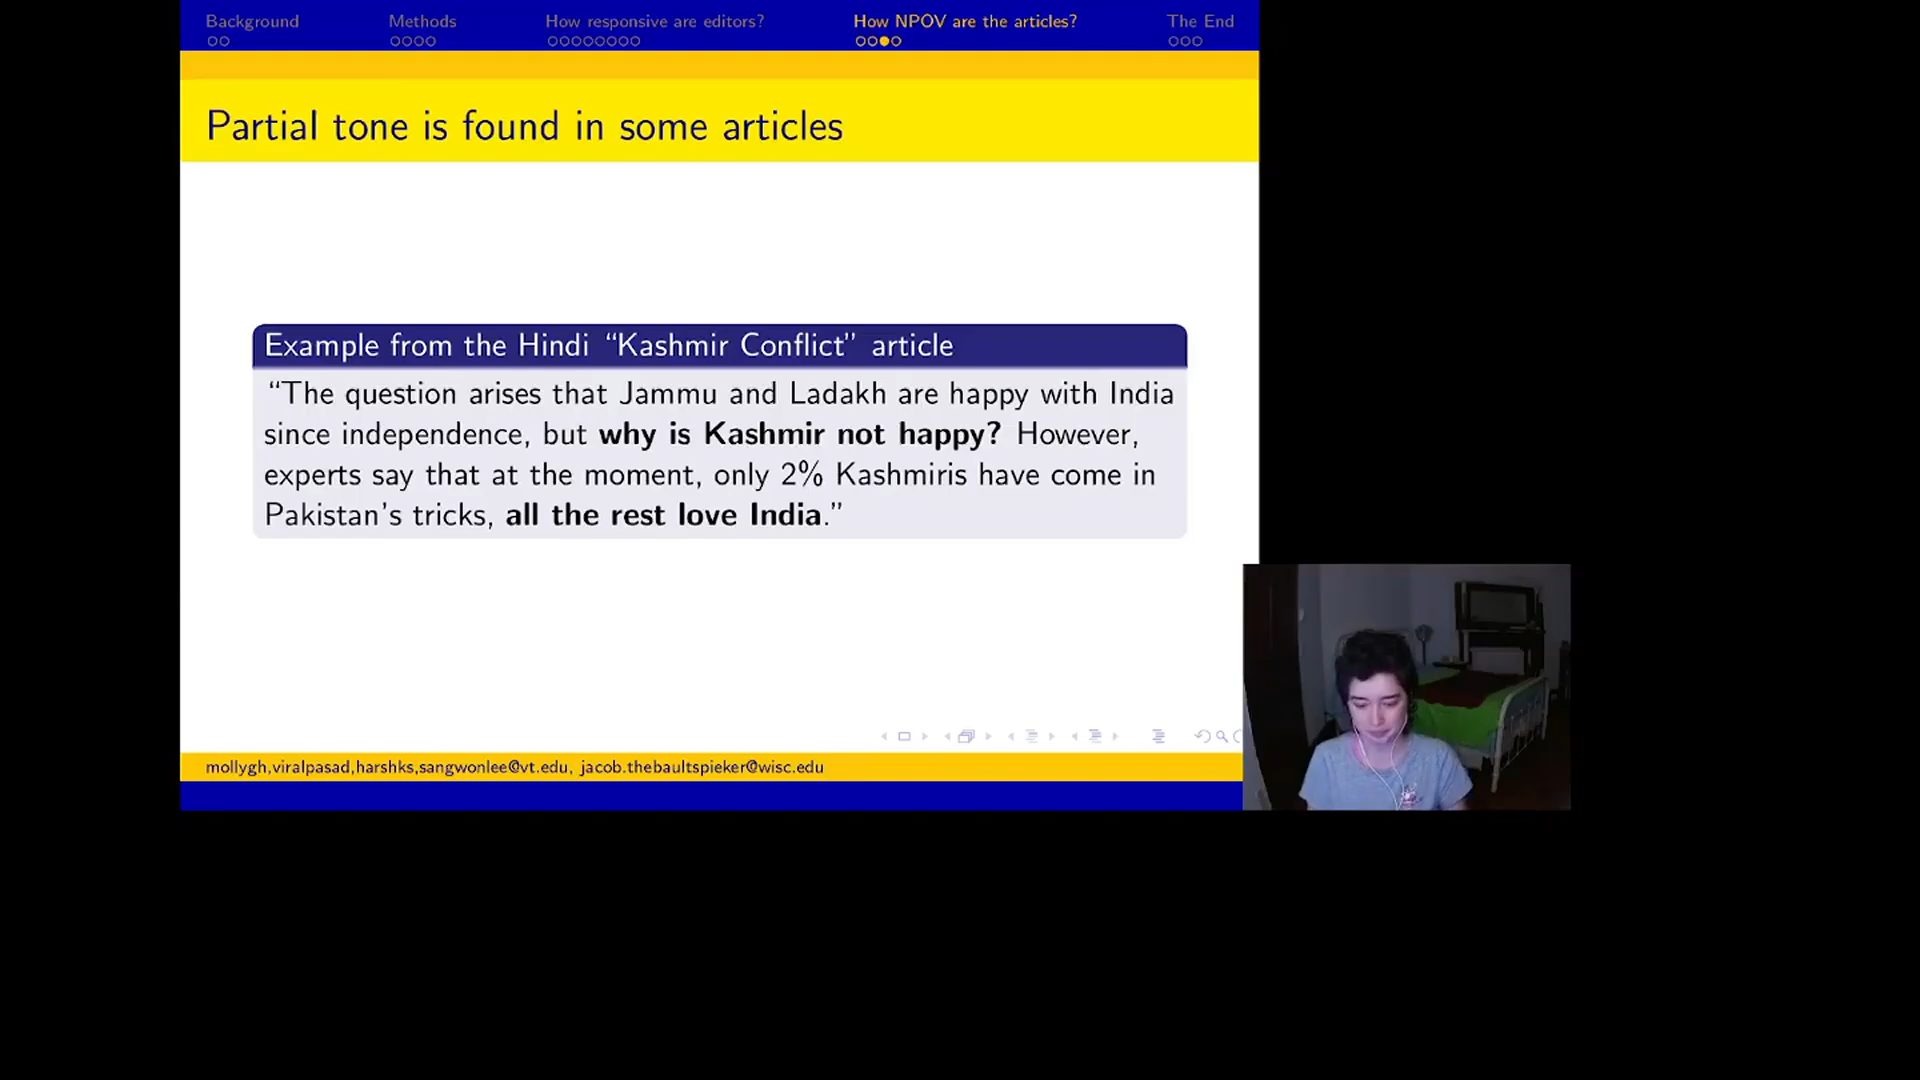 Background Methods How responsive are editors? How NPOV are the articles? The End
Partial tone is found in some articles
Example from the Hindi “Kashmir Conflict” article
“The question arises that Jammu and Ladakh are happy with India
since independence, but why is Kashmir not happy? However,
experts say that at the moment, only 2% Kashmiris have come in
Pakistan's tricks, all the rest love India.”
mollygh,viralpasad,harshks,sangwonlee@vt.edu, jacob.thebaultspieker@wisc.edu